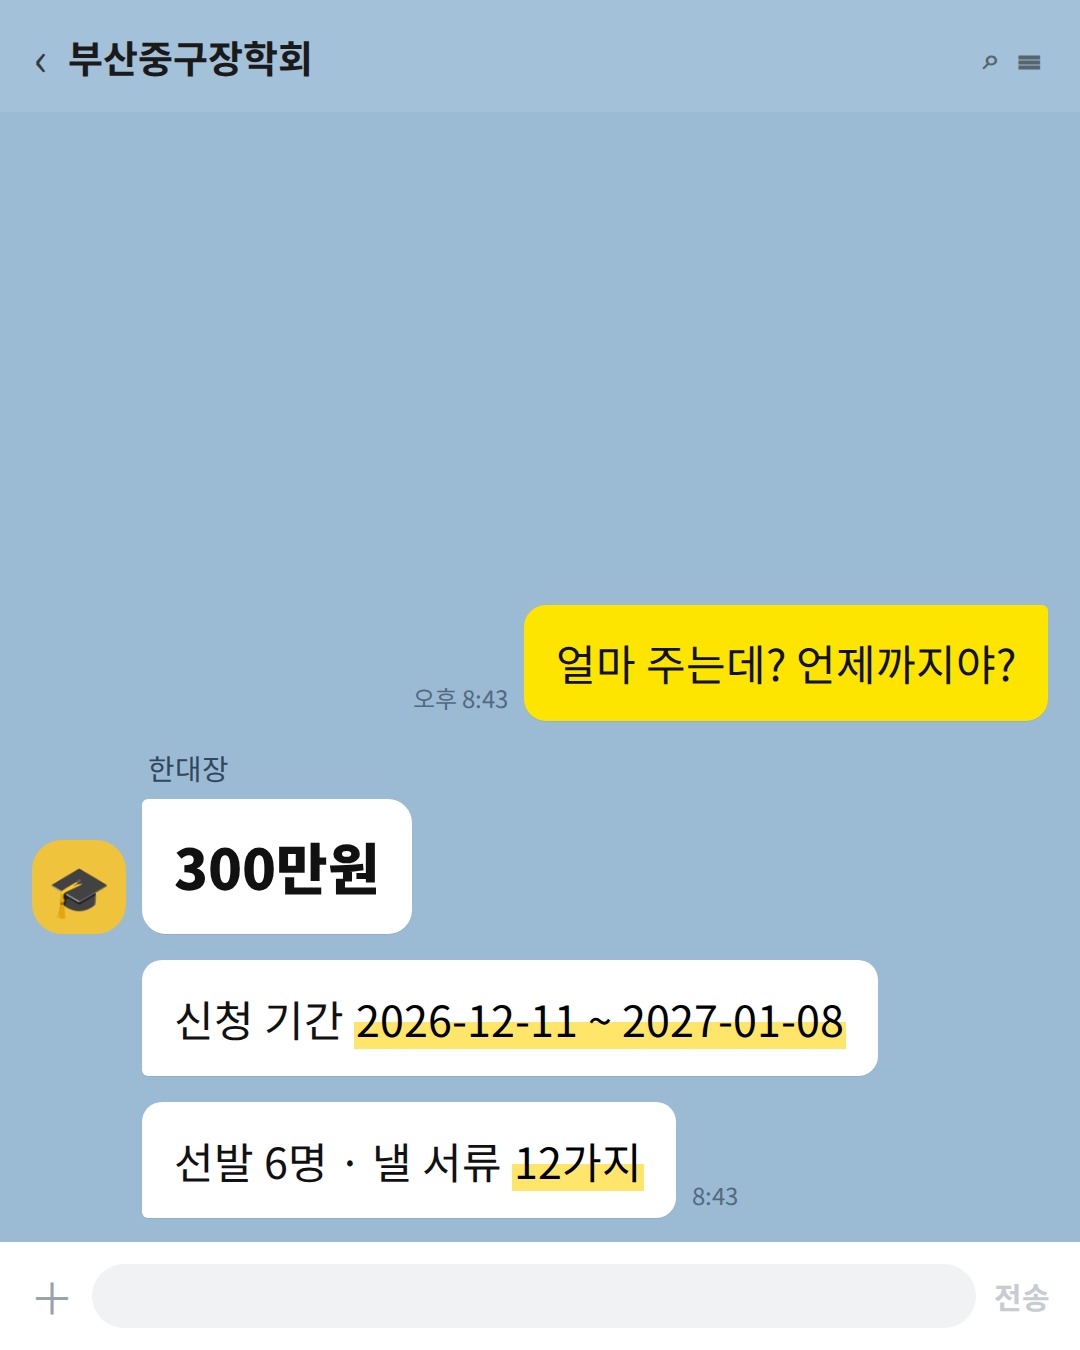 부산중구장학회
얼마 주는데? 언제까지야?
오후 8:43
한대장
300만원
신청 기간 2026-12-11 ~ 2027-01-08
선발 6명 · 낼 서류 12가지
8:43
전송